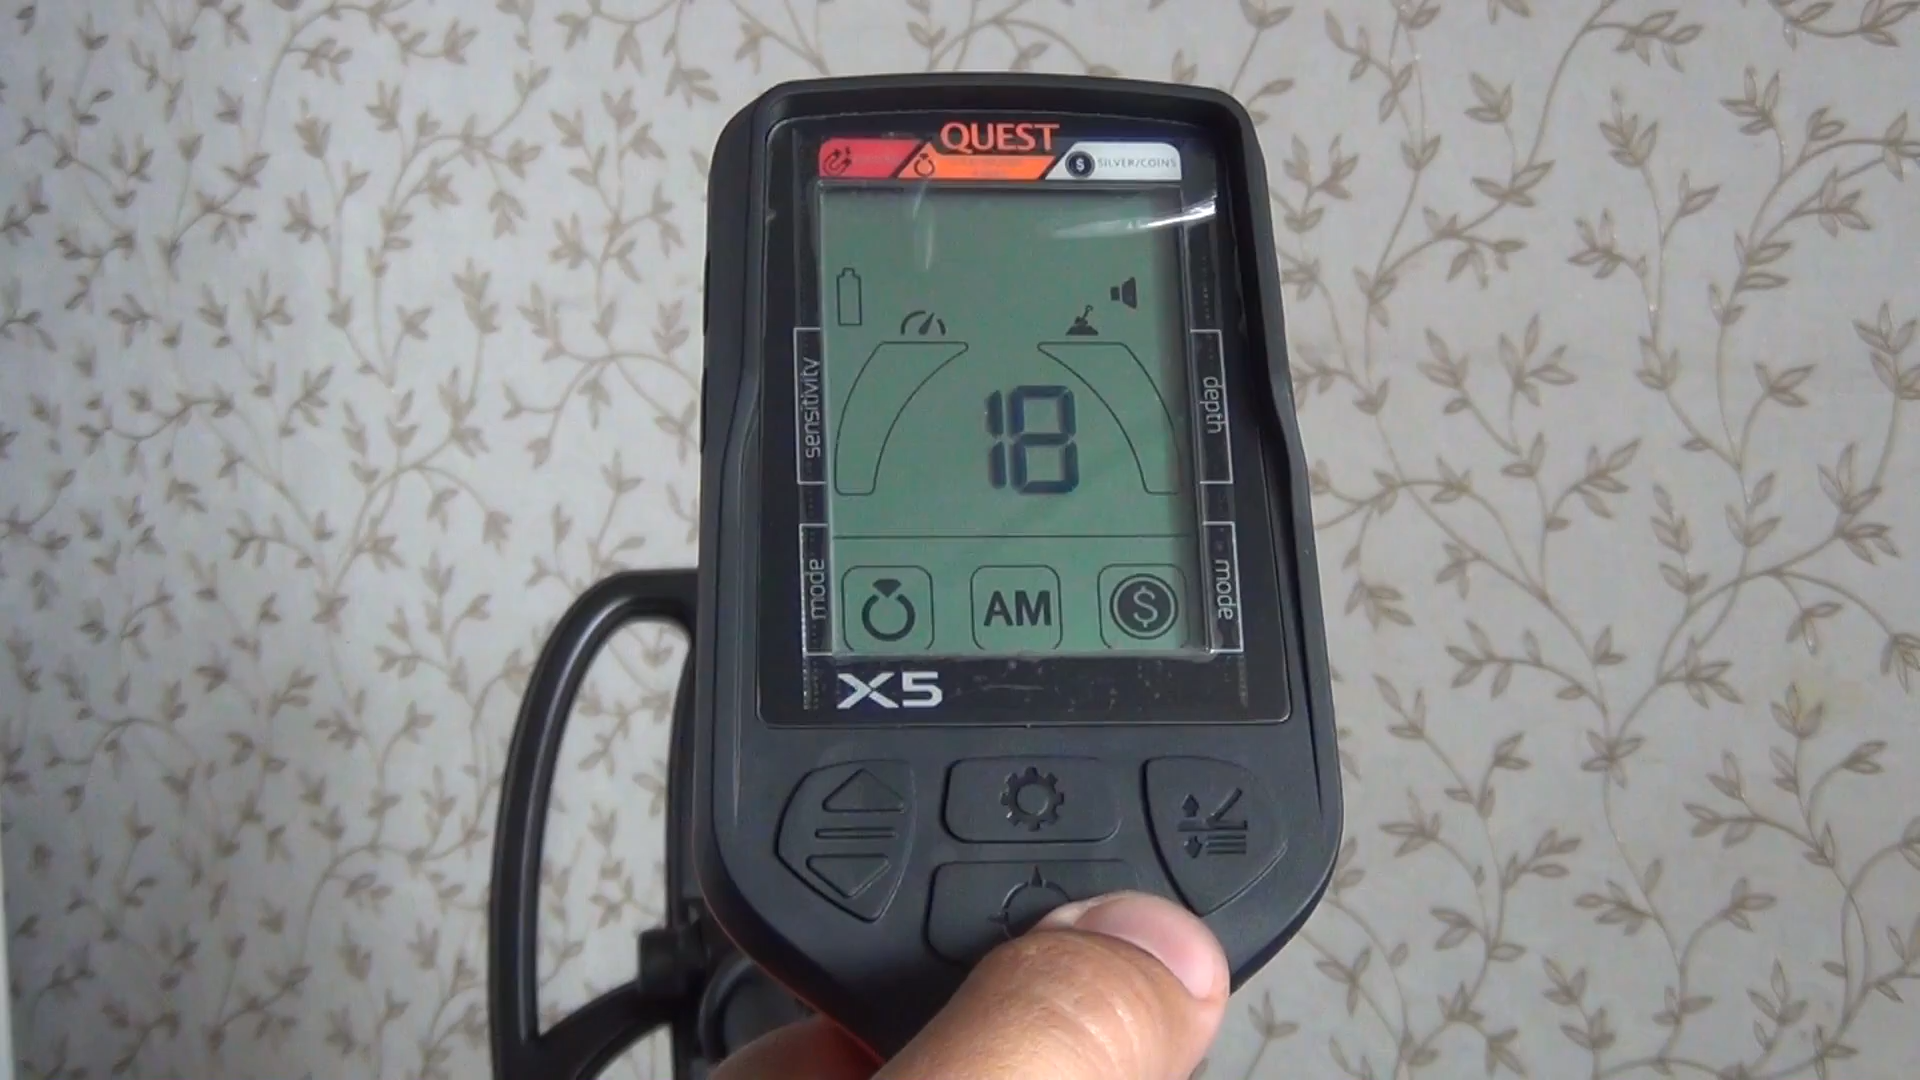 QUEST
SILVER/COINS
sensitivity
depth
18
mode
mode
AM
X5